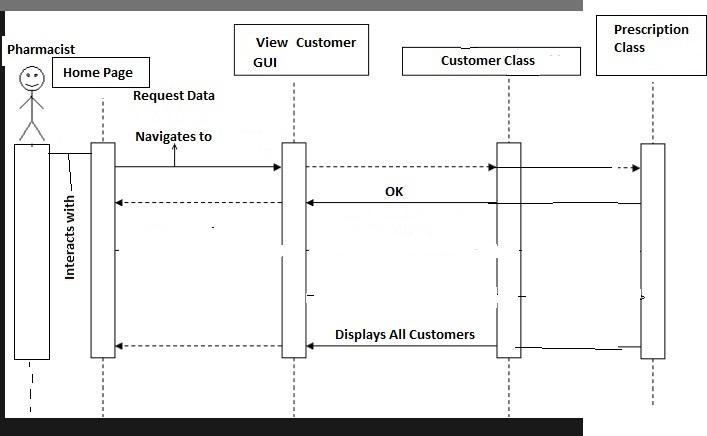 Pharmacist
Home Page
View Customer
GUI
Customer Class
Prescription
Class
Request Data
Navigates to
Interacts with
OK
Displays All Customers